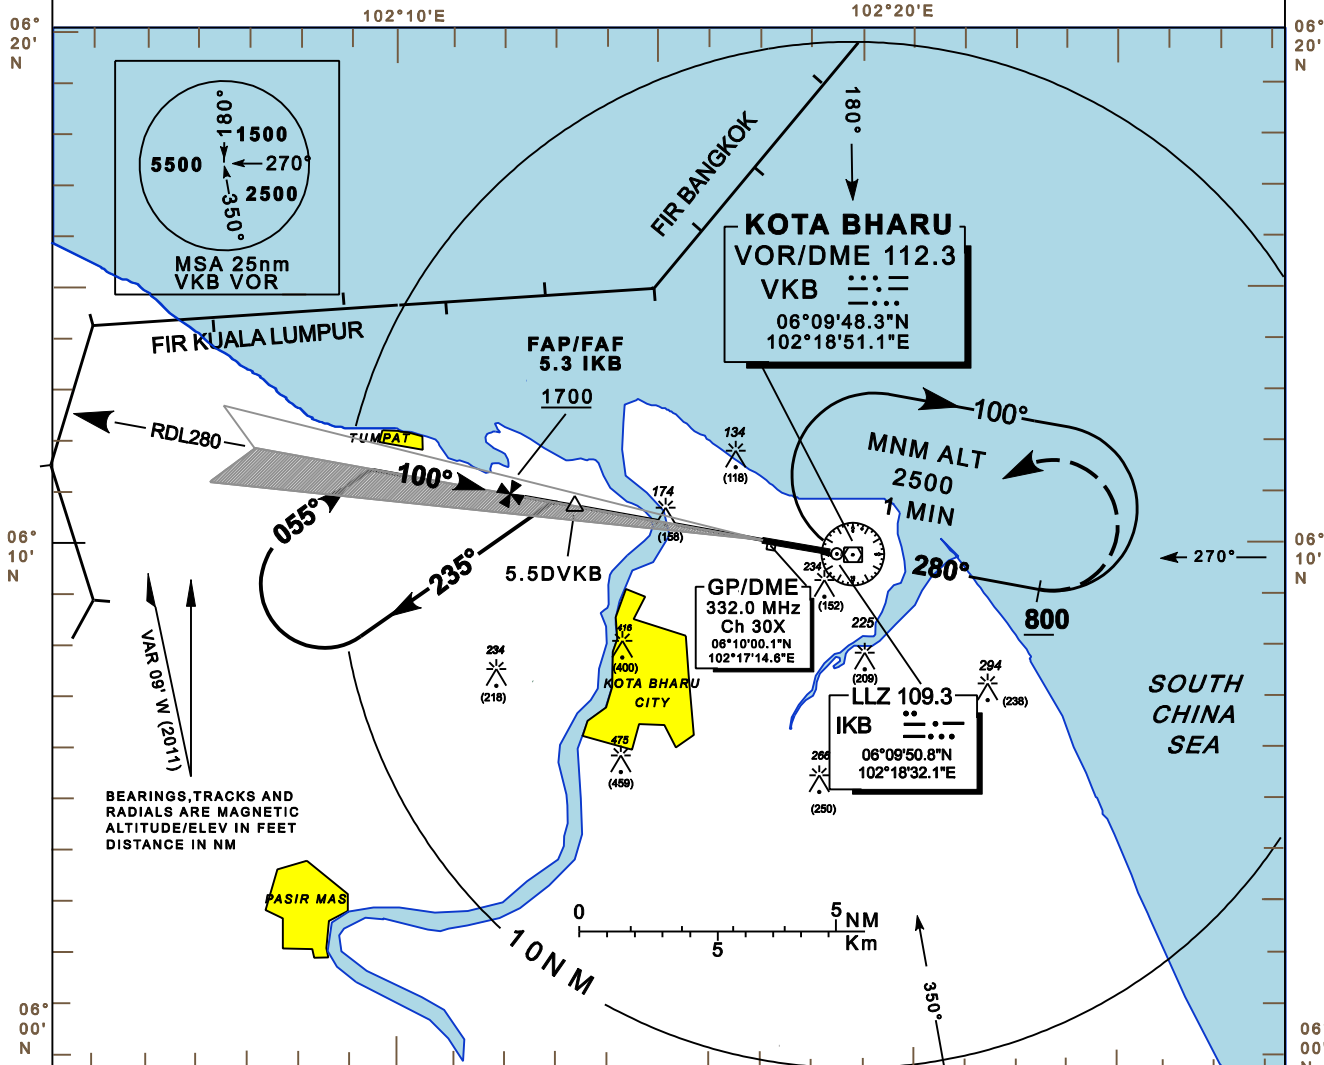 102°10'E
102°20'E
06°
20'
N
06°
20'
N
180°
1500
5500
270°
2500
350°
MSA 25nm
VKB VOR
180°
FIR BANGKOK
KOTA BHARU
VOR/DME 112.3
VKB
06°09'48.3"N
102°18'51.1"E
FIR KUALA LUMPUR
FAP/FAF
5.3 IKB
1700
RDL280
TUMPAT
100°
055°
235°
5.5DVKB
174
(158)
134
(118)
100°
MNM ALT
2500
1 MIN
280°
800
270°
06°
10'
N
06°
10'
N
GP/DME
332.0 MHz
Ch 30X
06°10'00.1"N
102°17'14.6"E
234
(152)
225
(209)
294
(238)
LLZ 109.3
IKB
06°09'50.8"N
102°18'32.1"E
266
(250)
416
(400)
KOTA BHARU
CITY
475
(459)
234
(218)
SOUTH
CHINA
SEA
VAR 09' W (2011)
BEARINGS,TRACKS AND
RADIALS ARE MAGNETIC
ALTITUDE/ELEV IN FEET
DISTANCE IN NM
PASIR MAS
10NM
0
5
NM
5
Km
350°
06°
00'
N
06
00'
N